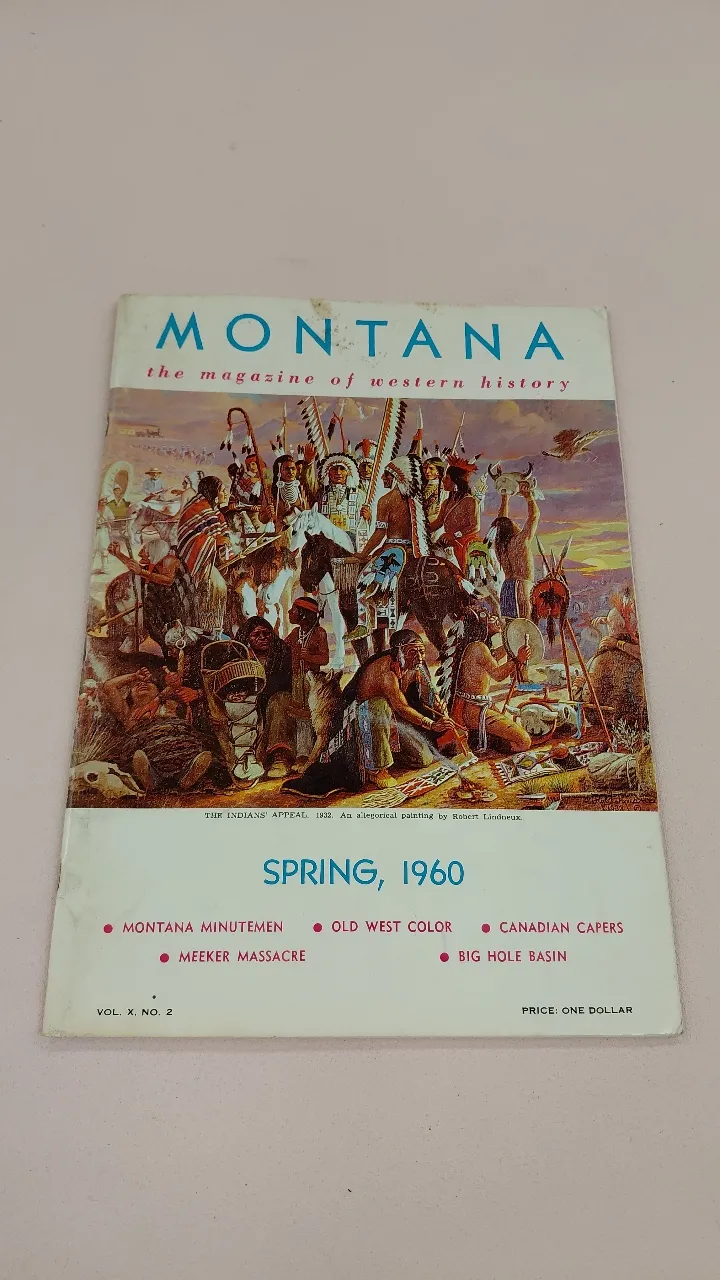 MONTANA
the magazine of western history
THE INDIANS' APPEAL. 1932. An allegorical painting by Robert Lindneux.
SPRING, 1960
● MONTANA MINUTEMEN ● OLD WEST COLOR ● CANADIAN CAPERS
● MEEKER MASSACRE ● BIG HOLE BASIN
VOL. X, NO. 2 PRICE: ONE DOLLAR